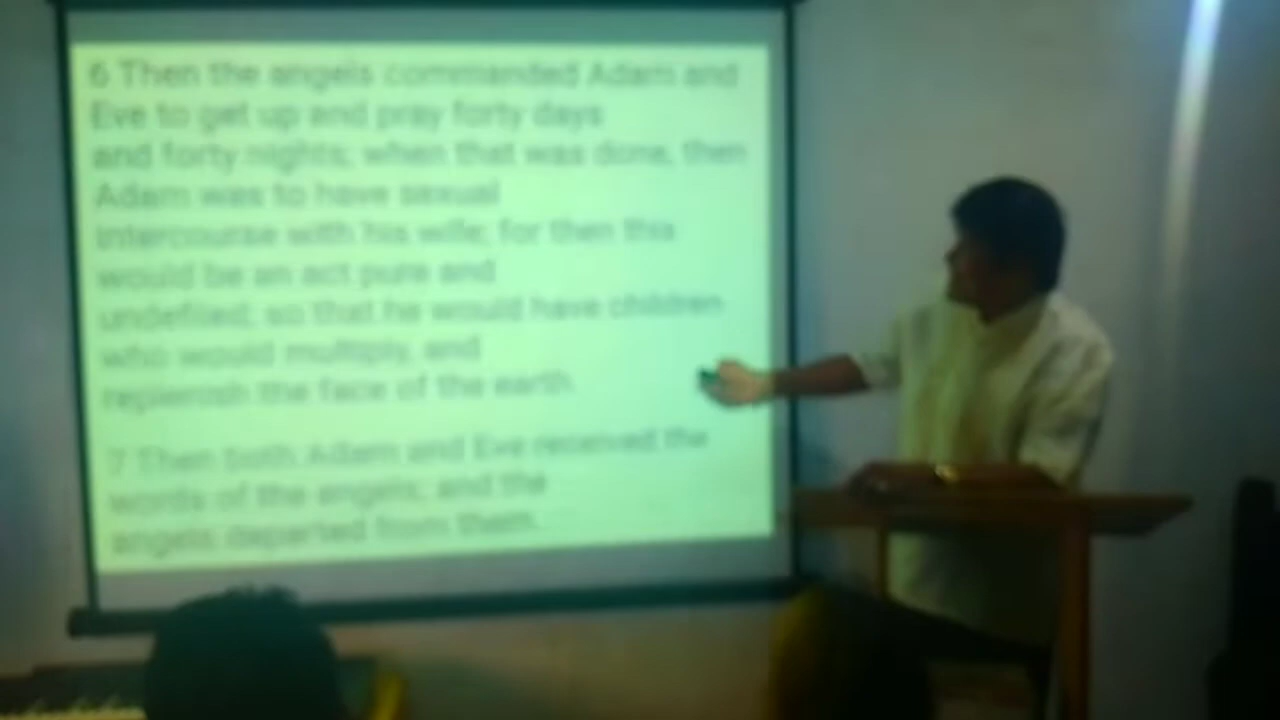 6 Then the angels commanded Adam and
Eve to get up and pray forty days
and forty nights; when that was done, then
Adam was to have sexual
intercourse with his wife; for then this
would be an act pure and
undefiled; so that he would have children
who would multiply, and
replenish the face of the earth.
7 Then both Adam and Eve received the
words of the angels; and the
angels departed from them.